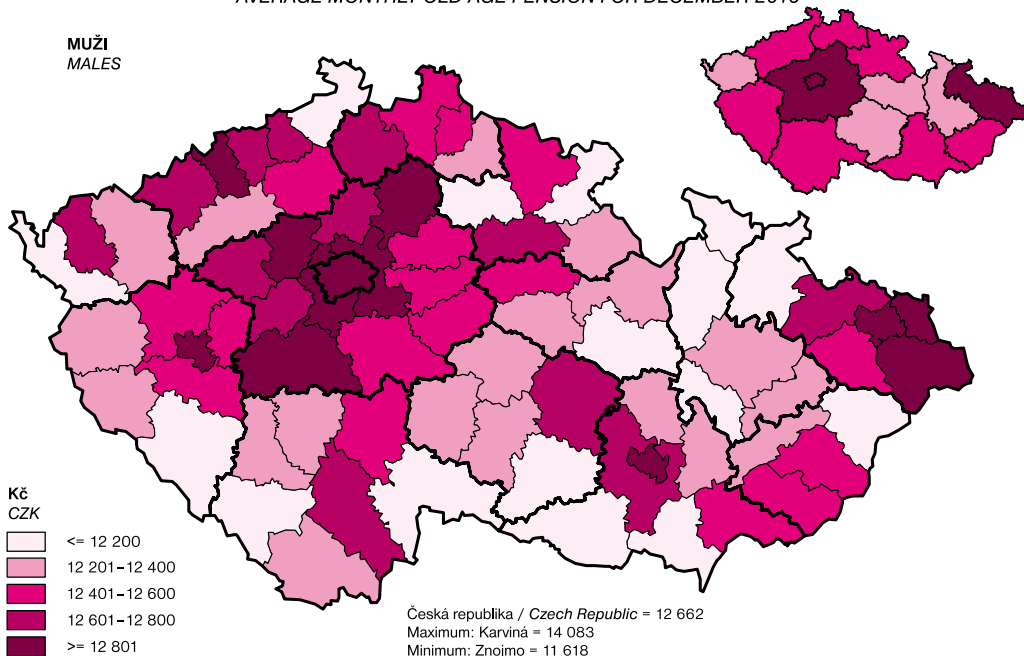 MUŽI
MALES
Kč
CZK
<= 12 200
12 201–12 400
12 401–12 600
12 601–12 800
>= 12 801
Česká republika / Czech Republic = 12 662
Maximum: Karviná = 14 083
Minimum: Znojmo = 11 618